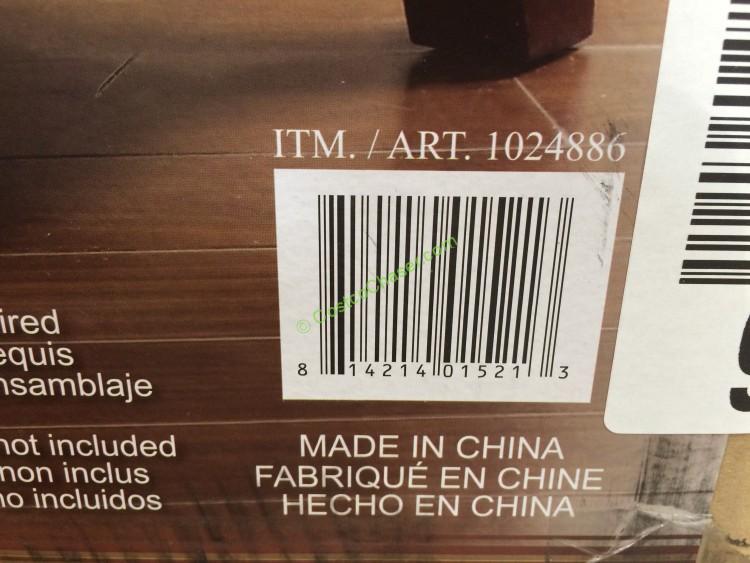 ITM. / ART. 1024886
© CostcoChaser.com
8 14214 01521 3
ired
equis
nsamblaje
not included
non inclus
no incluidos
MADE IN CHINA
FABRIQUÉ EN CHINE
HECHO EN CHINA